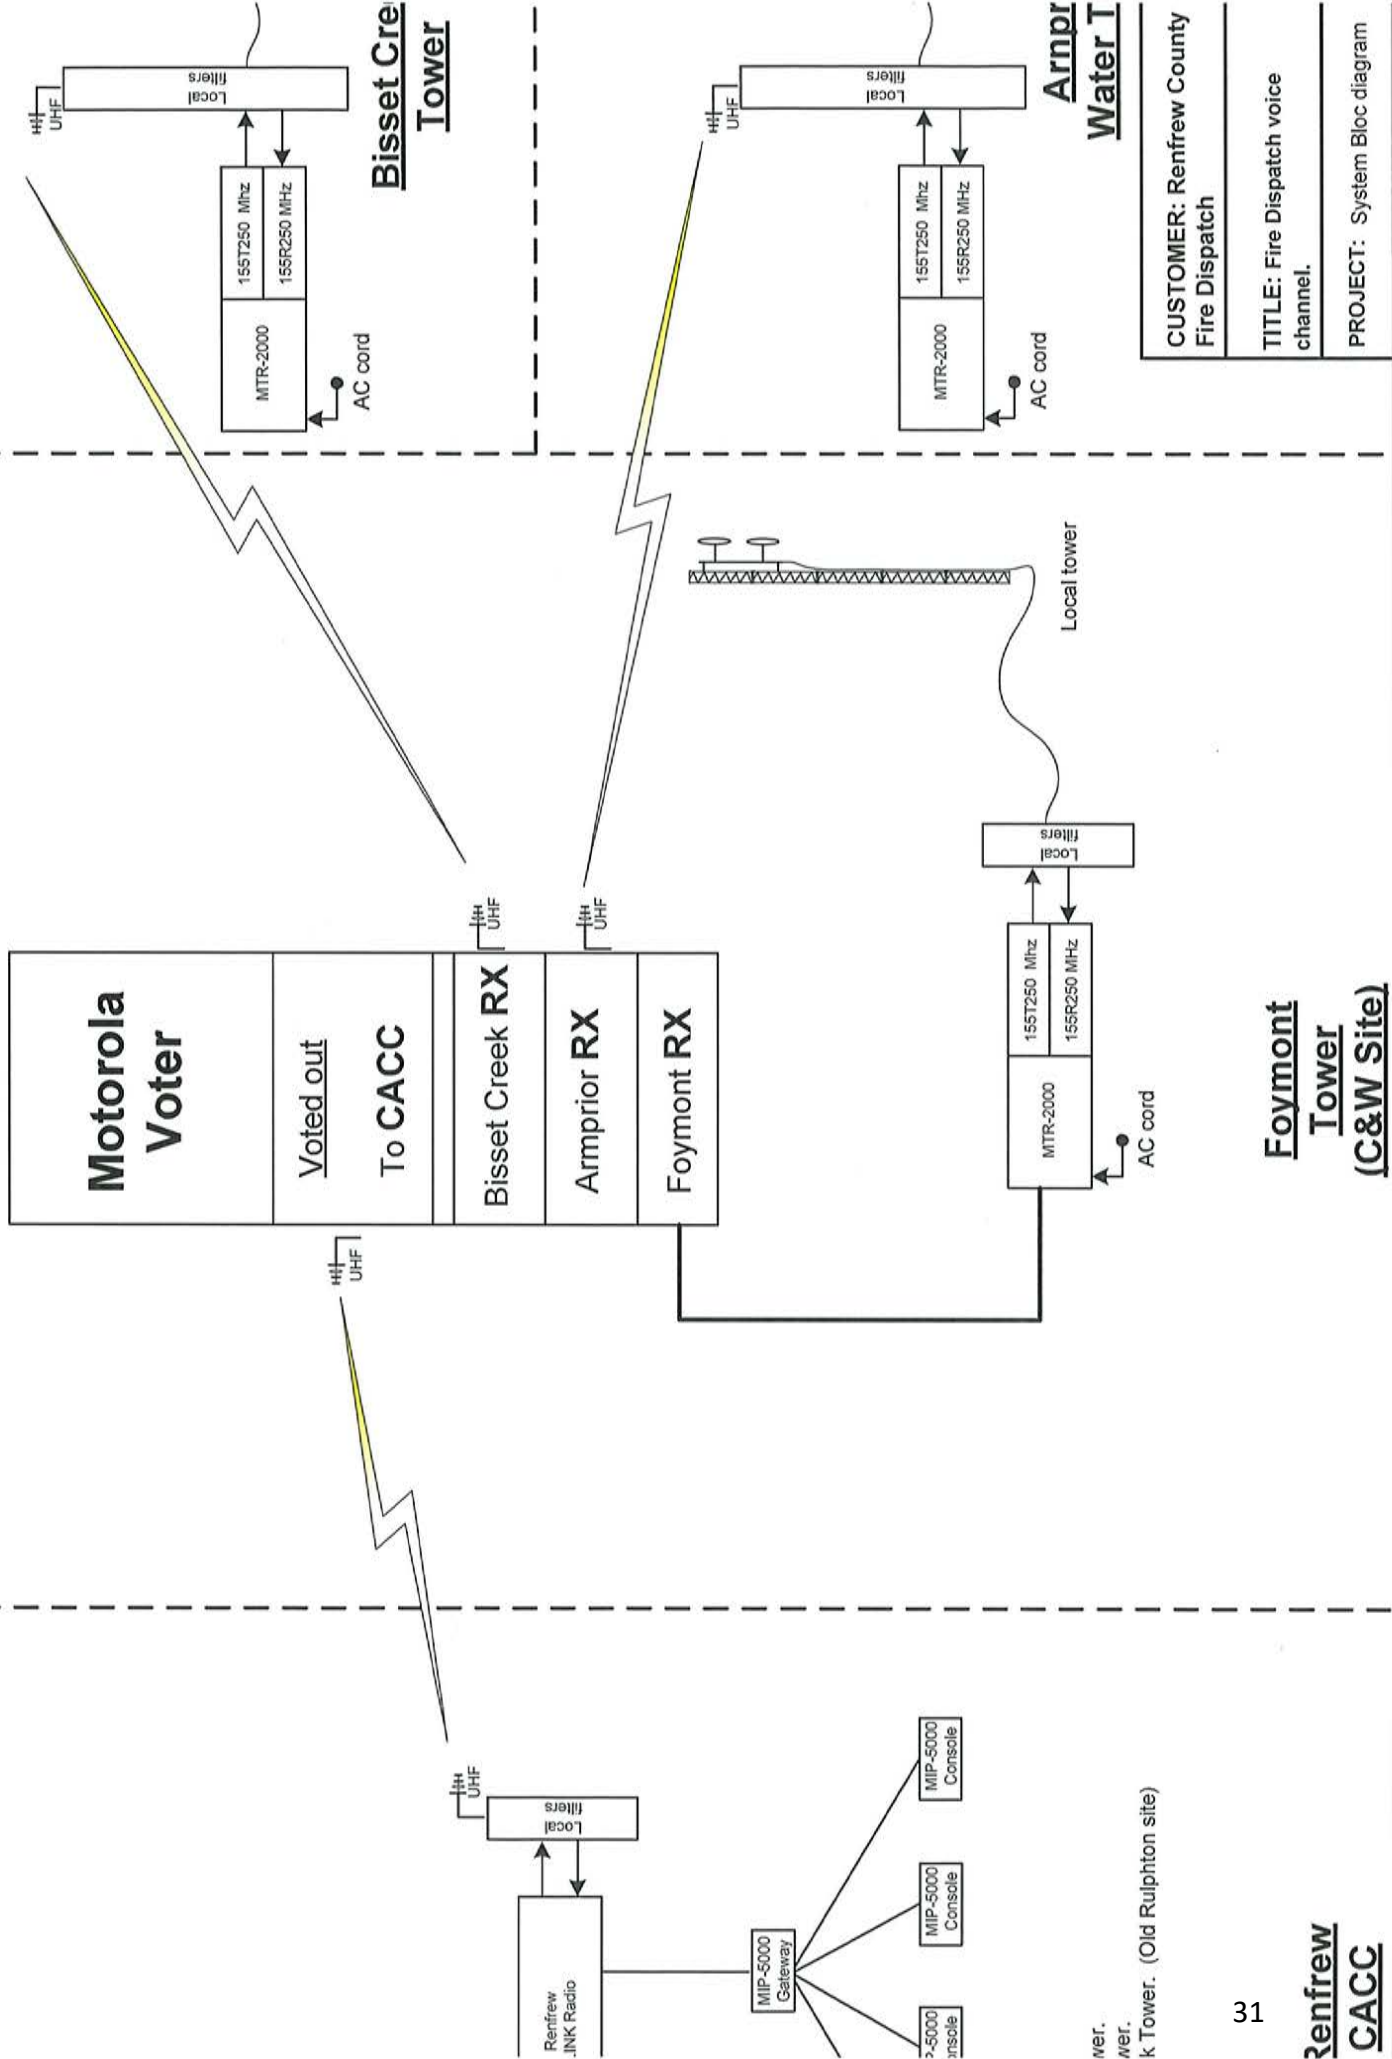 Renfrew
CACC
wer.
wer.
k Tower. (Old Rulphton site)
Renfrew
INK Radio
Local
filters
UHF
MIP-5000
Gateway
P-5000
onsole
MIP-5000
Console
MIP-5000
Console
Motorola
Voter
Voted out
To CACC
Bisset Creek RX
Arnprior RX
Foymont RX
UHF
UHF
UHF
MTR-2000
155T250 Mhz
155R250 MHz
AC cord
Local
filters
Local tower
Foymont
Tower
(C&W Site)
MTR-2000
155T250 Mhz
155R250 MHz
AC cord
Local
filters
UHF
Bisset Cre
Tower
MTR-2000
155T250 Mhz
155R250 MHz
AC cord
Local
filters
UHF
Arnpr
Water T
CUSTOMER: Renfrew County
Fire Dispatch
TITLE: Fire Dispatch voice
channel.
PROJECT: System Bloc diagram
31